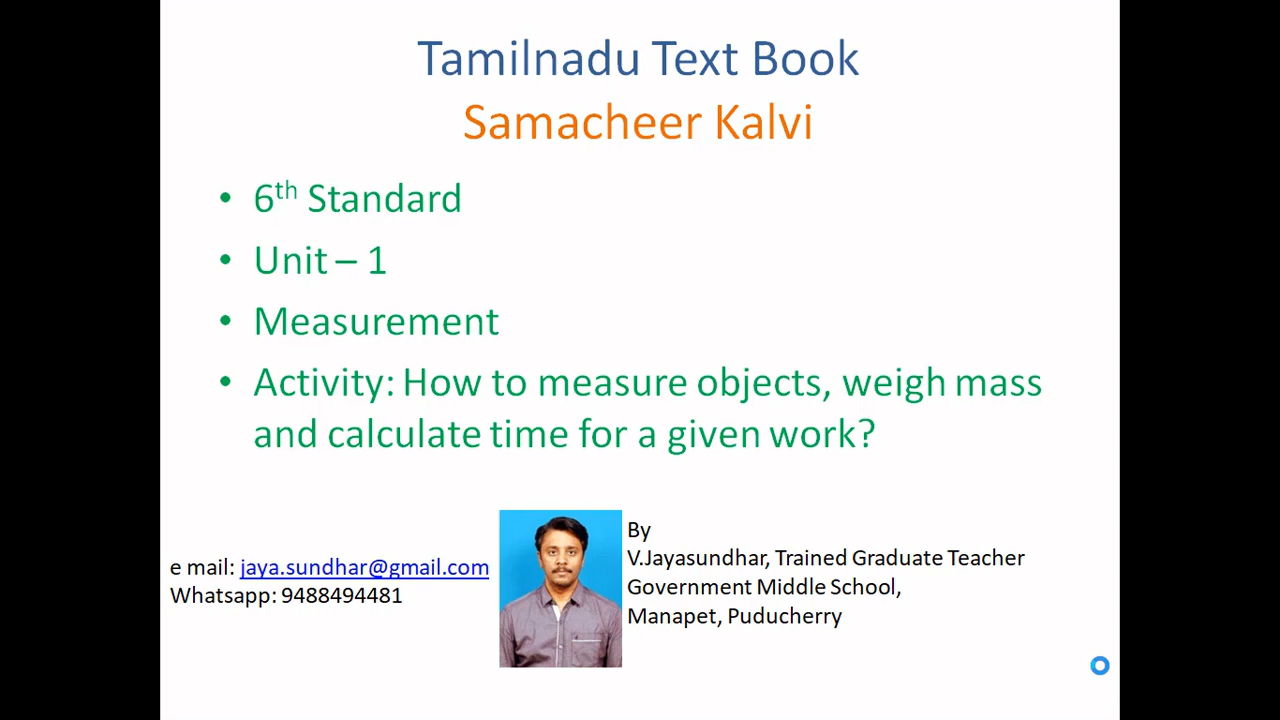 Tamilnadu Text Book
Samacheer Kalvi
• 6th Standard
• Unit – 1
• Measurement
• Activity: How to measure objects, weigh mass
and calculate time for a given work?
e mail: jaya.sundhar@gmail.com
Whatsapp: 9488494481
By
V.Jayasundhar, Trained Graduate Teacher
Government Middle School,
Manapet, Puducherry